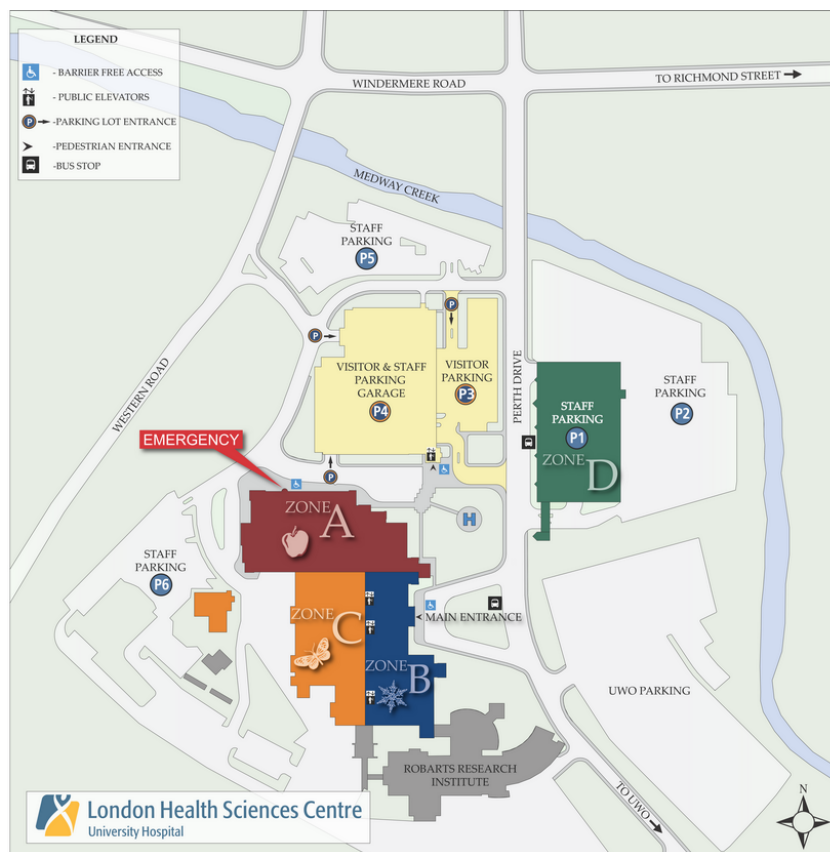 LEGEND
- BARRIER FREE ACCESS
- PUBLIC ELEVATORS
P -PARKING LOT ENTRANCE
- PEDESTRIAN ENTRANCE
-BUS STOP
WINDERMERE ROAD
TO RICHMOND STREET
MEDWAY CREEK
STAFF
PARKING
P5
P
P
WESTERN ROAD
VISITOR & STAFF
PARKING
GARAGE
P4
VISITOR
PARKING
P3
PERTH DRIVE
STAFF
PARKING
P1
ZONE D
STAFF
PARKING
P2
EMERGENCY
P
H
ZONE A
STAFF
PARKING
P6
ZONE C
MAIN ENTRANCE
ZONE B
UWO PARKING
ROBARTS RESEARCH
INSTITUTE
TO UWO
N
London Health Sciences Centre
University Hospital